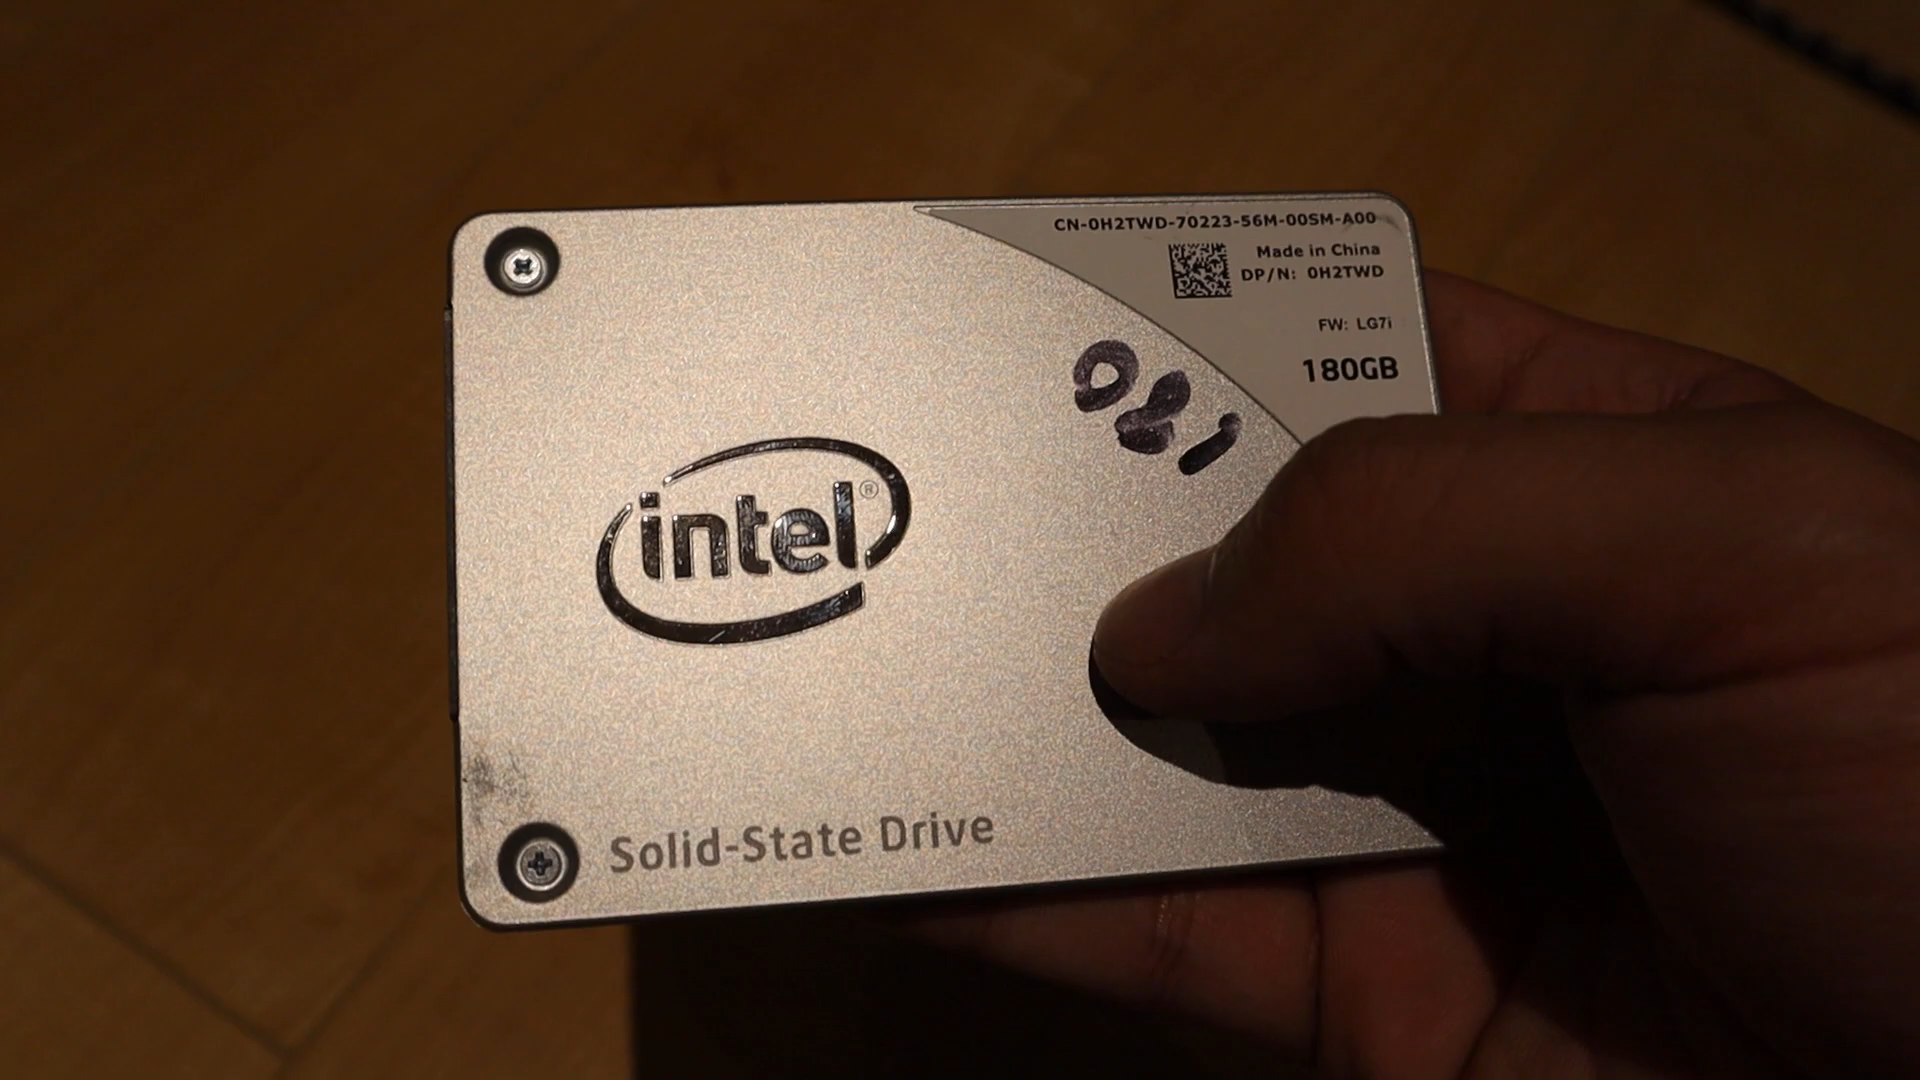 CN-0H2TWD-70223-56M-00SM-A00
Made in China
DP/N: 0H2TWD
FW: LG7i
180GB
180
intel®
Solid-State Drive